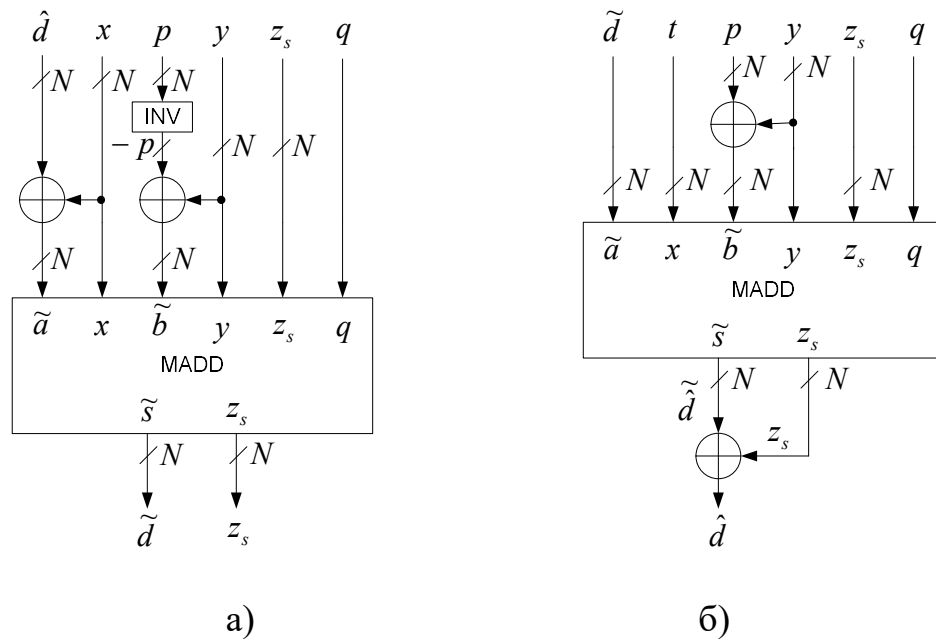 d̂ x p y z_s q
N N N
INV
− p N N
N N
ã x b̃ y z_s q
MADD
s̃ z_s
N N
d̃ z_s
а)
d̃ t p y z_s q
N
N N N N
ã x b̃ y z_s q
MADD
s̃ z_s
N N
d̂̃
z_s
d̂
б)